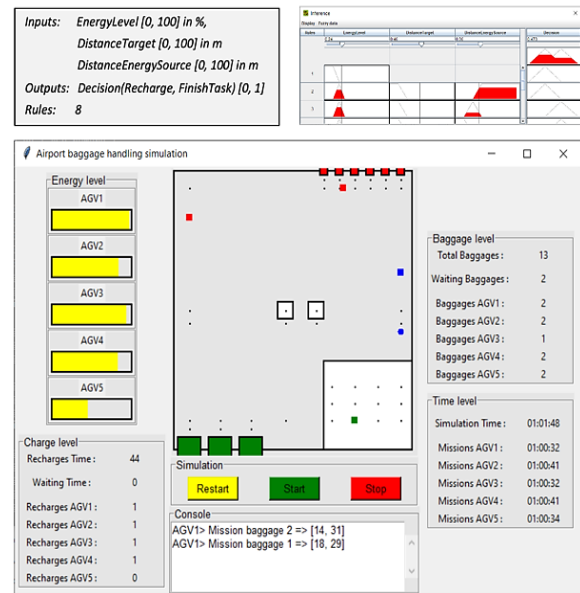 Inputs: EnergyLevel [0, 100] in %,
DistanceTarget [0, 100] in m
DistanceEnergySource [0, 100] in m
Outputs: Decision(Recharge, FinishTask) [0, 1]
Rules: 8
Inference
Display Fuzzy data
Rules EnergyLevel DistanceTarget DistanceEnergySource Decision
1
2
3
Airport baggage handling simulation
Energy level
AGV1
AGV2
AGV3
AGV4
AGV5
Charge level
Recharges Time : 44
Waiting Time : 0
Recharges AGV1 : 1
Recharges AGV2 : 1
Recharges AGV3 : 1
Recharges AGV4 : 1
Recharges AGV5 : 0
Simulation
Restart Start Stop
Console
AGV1> Mission baggage 2 => [14, 31]
AGV1> Mission baggage 1 => [18, 29]
Baggage level
Total Baggages : 13
Waiting Baggages : 2
Baggages AGV1 : 2
Baggages AGV2 : 2
Baggages AGV3 : 1
Baggages AGV4 : 2
Baggages AGV5 : 2
Time level
Simulation Time : 01:01:48
Missions AGV1 : 01:00:32
Missions AGV2 : 01:00:41
Missions AGV3 : 01:00:32
Missions AGV4 : 01:00:41
Missions AGV5 : 01:00:34